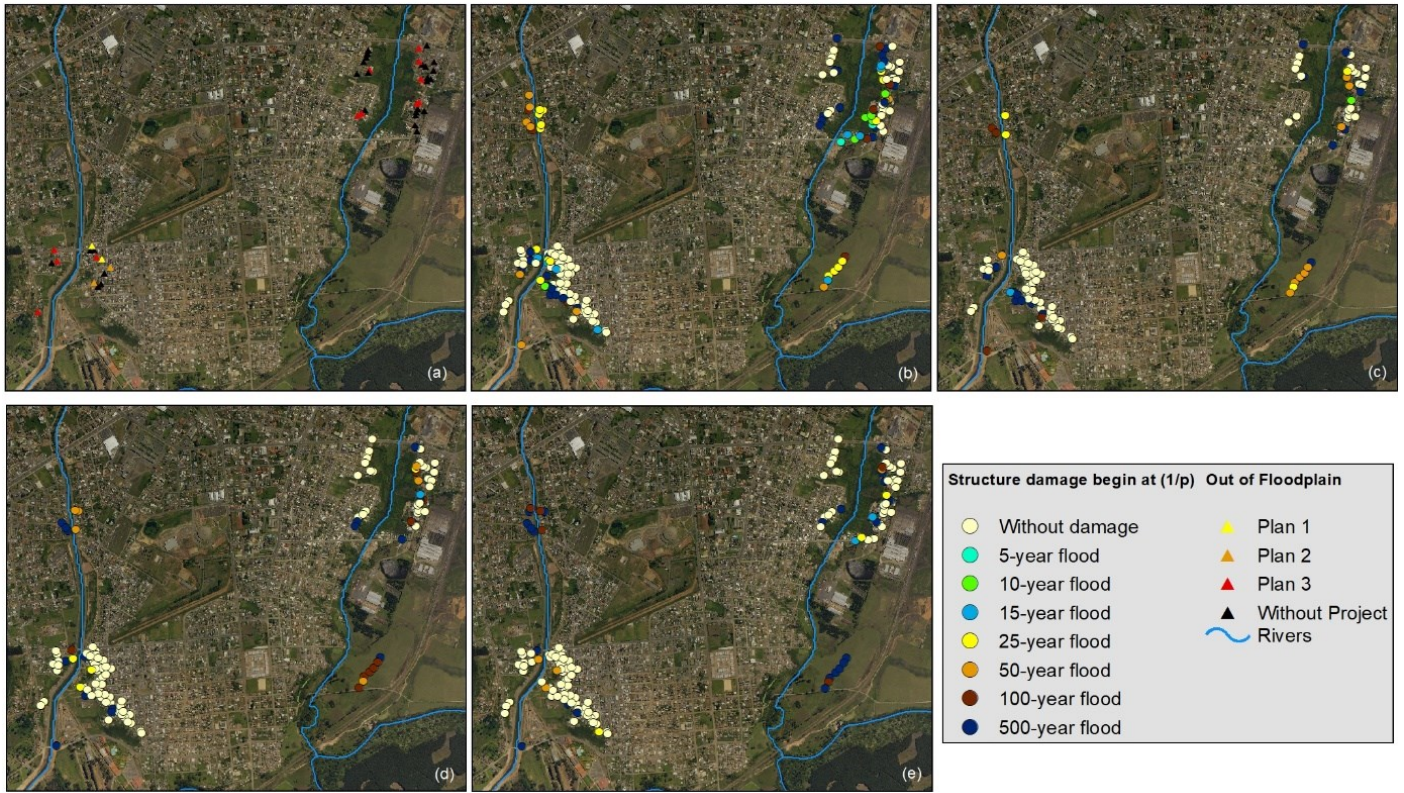 (a)
(b)
(c)
(d)
(e)
Structure damage begin at (1/p) Out of Floodplain
Without damage
5-year flood
10-year flood
15-year flood
25-year flood
50-year flood
100-year flood
500-year flood
Plan 1
Plan 2
Plan 3
Without Project
Rivers